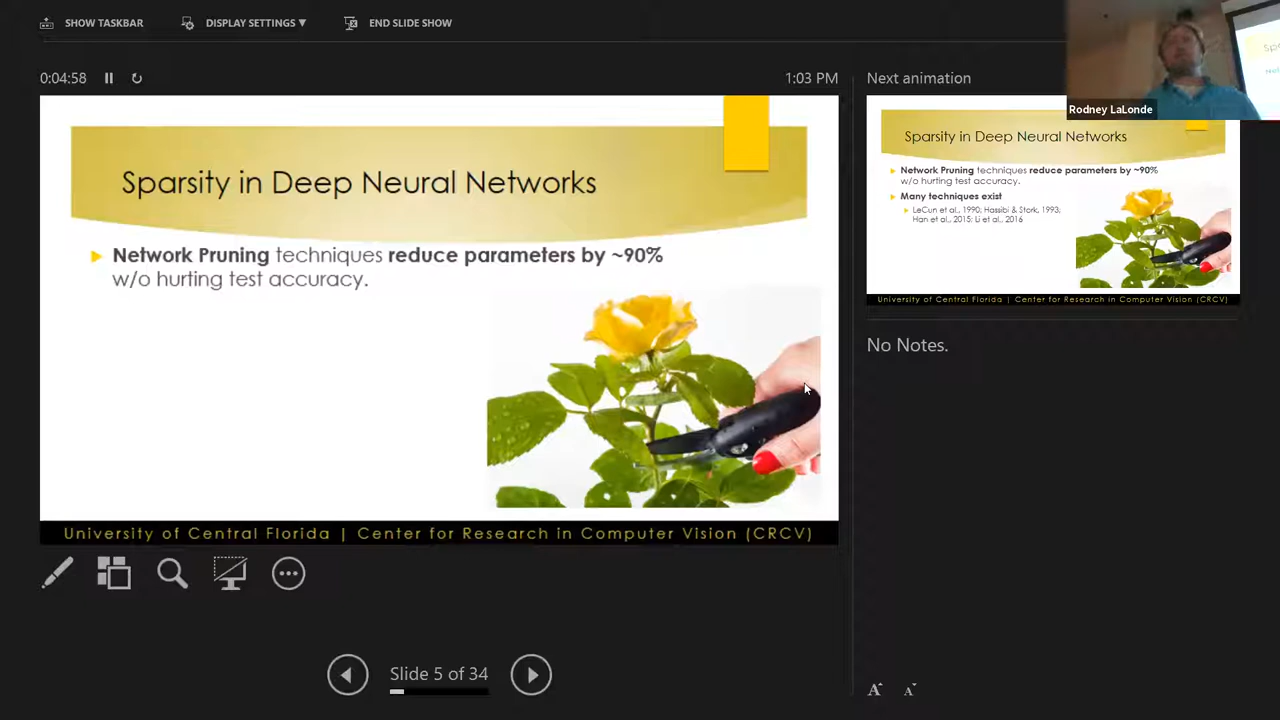 SHOW TASKBAR
DISPLAY SETTINGS ▼
END SLIDE SHOW
0:04:58
1:03 PM
Sparsity in Deep Neural Networks
Network Pruning techniques reduce parameters by ~90%
w/o hurting test accuracy.
University of Central Florida | Center for Research in Computer Vision (CRCV)
Slide 5 of 34
Next animation
Rodney LaLonde
Sparsity in Deep Neural Networks
Network Pruning techniques reduce parameters by ~90%
w/o hurting test accuracy.
Many techniques exist
LeCun et al., 1990; Hassibi & Stork, 1993;
Han et al., 2015; Li et al., 2016
University of Central Florida | Center for Research in Computer Vision (CRCV)
No Notes.
A A